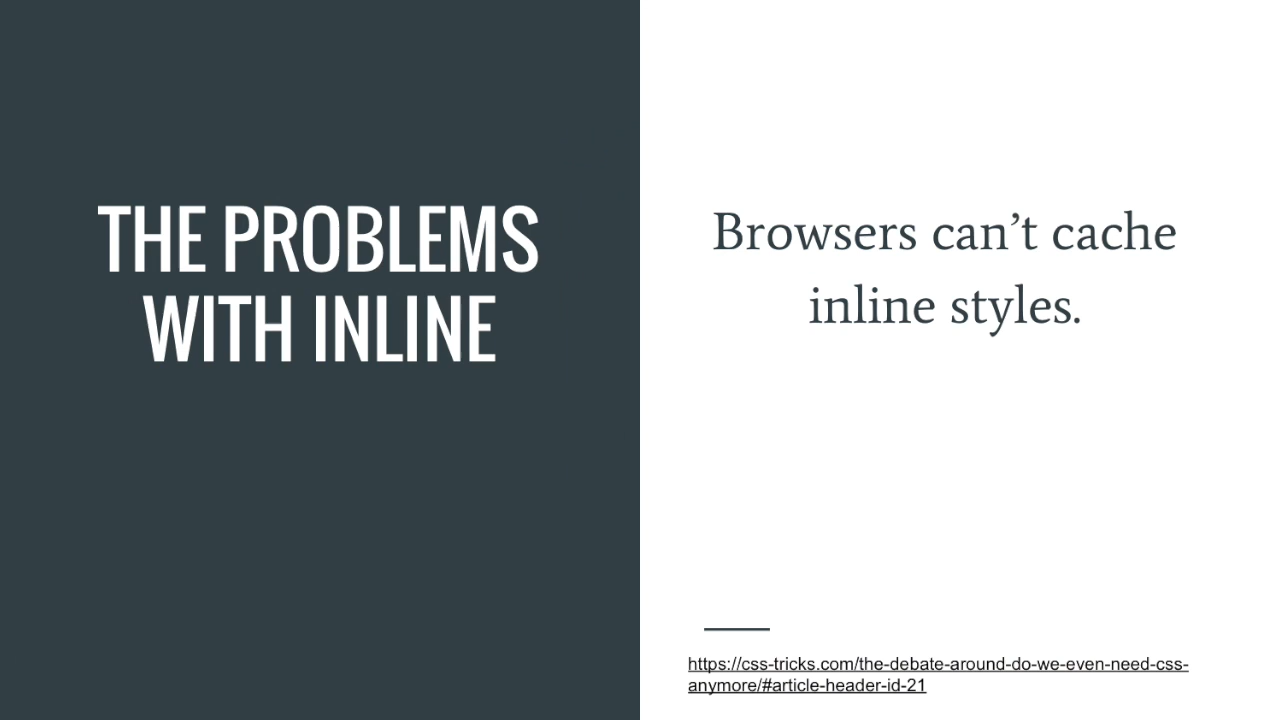 THE PROBLEMS
WITH INLINE
Browsers can’t cache
inline styles.
https://css-tricks.com/the-debate-around-do-we-even-need-css-
anymore/#article-header-id-21